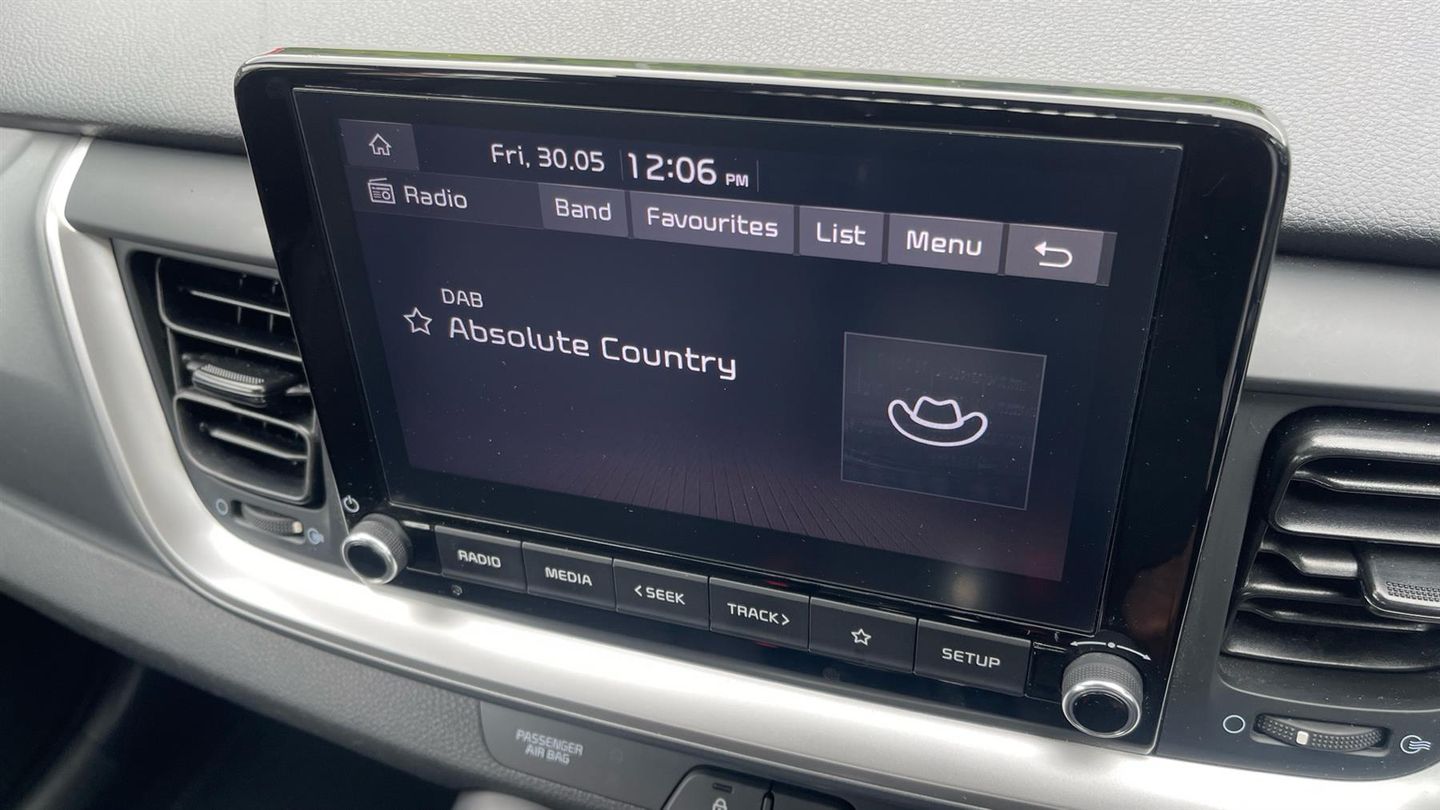 Fri, 30.05 12:06 PM
Radio Band Favourites List Menu
DAB
Absolute Country
RADIO MEDIA <SEEK TRACK> SETUP
PASSENGER
AIR BAG